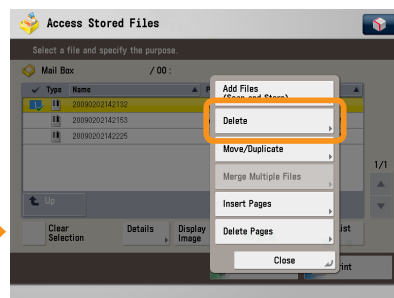 Access Stored Files
Select a file and specify the purpose.
Mail Box / 00 :
Type Name
20090202142132
20090202142153
20090202142225
1/1
Up
Clear
Selection
Details
Display
Image
Add Files
(Scan and Store)
Delete
Move/Duplicate
Merge Multiple Files
Insert Pages
Delete Pages
Close